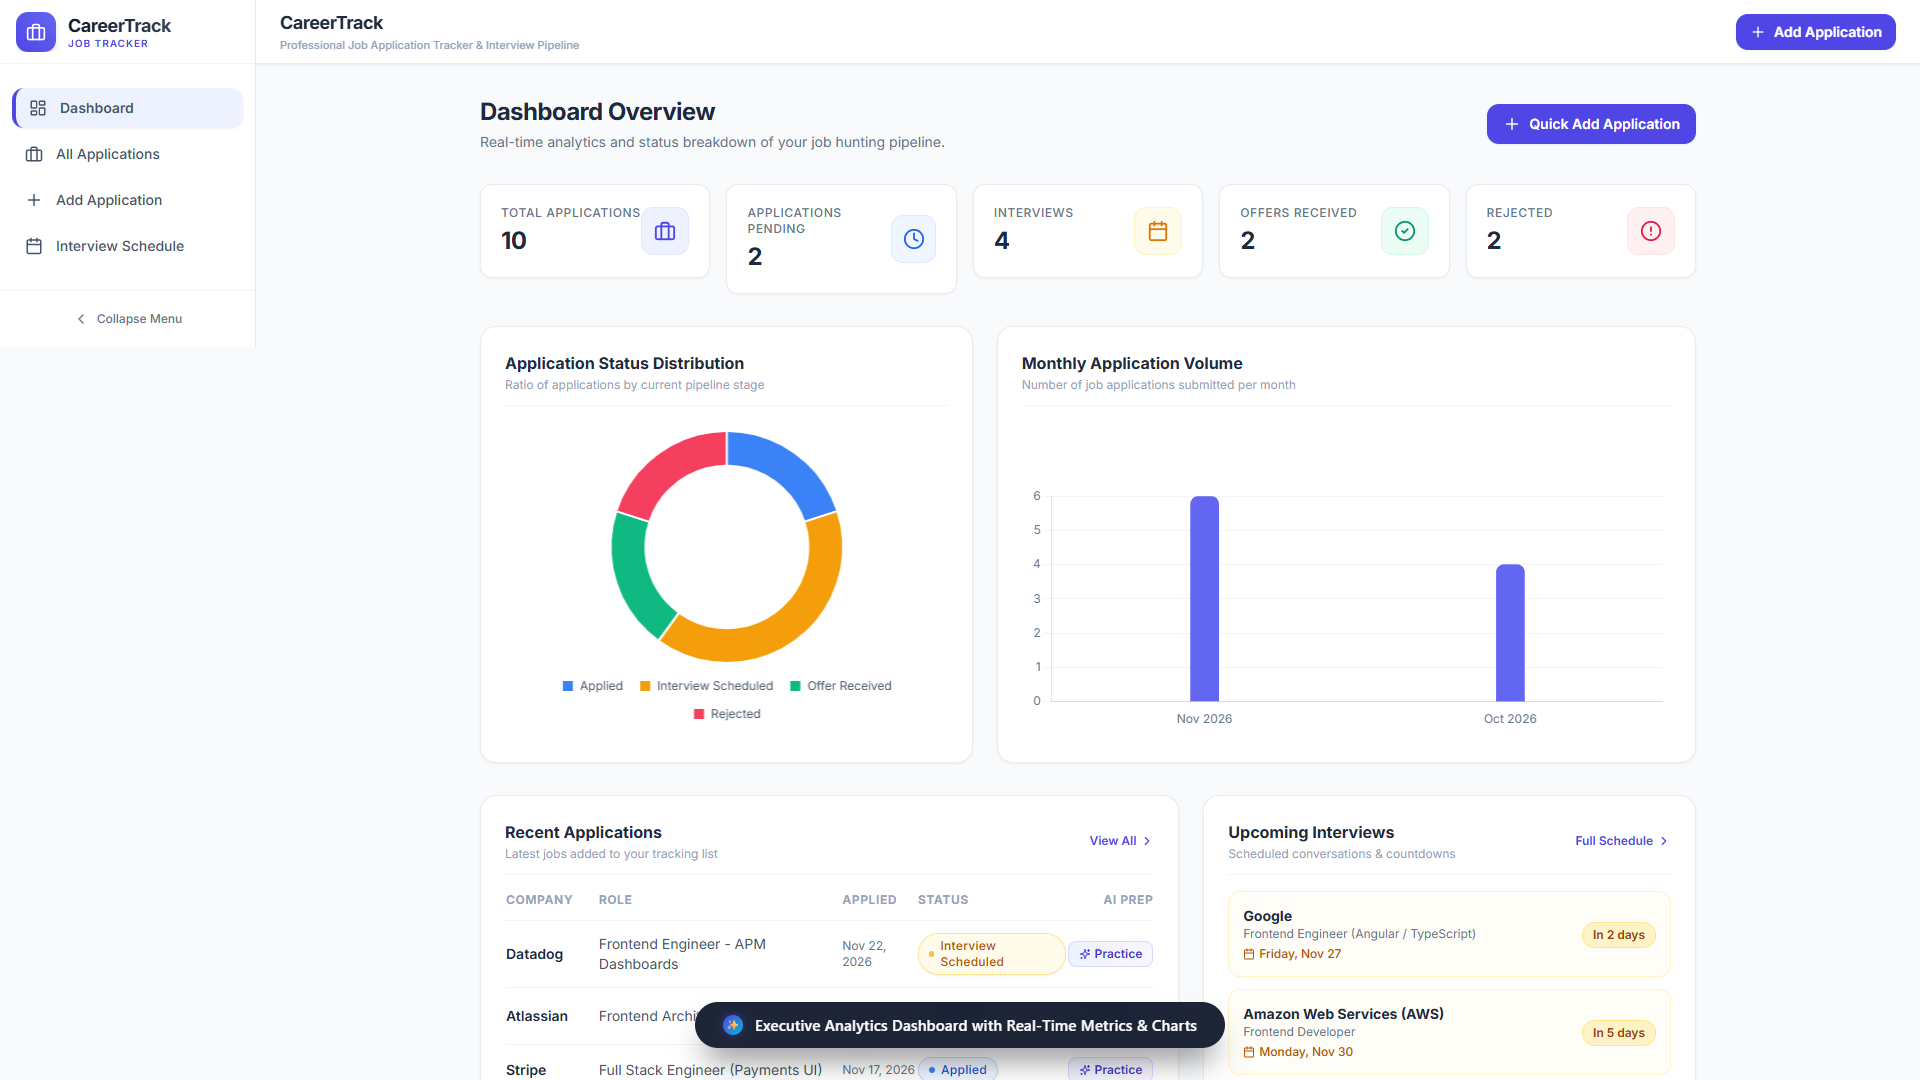 CareerTrack
JOB TRACKER
Dashboard
All Applications
Add Application
Interview Schedule
Collapse Menu
CareerTrack
Professional Job Application Tracker & Interview Pipeline
Add Application
Dashboard Overview
Real-time analytics and status breakdown of your job hunting pipeline.
Quick Add Application
TOTAL APPLICATIONS
10
APPLICATIONS
PENDING
2
INTERVIEWS
4
OFFERS RECEIVED
2
REJECTED
2
Application Status Distribution
Ratio of applications by current pipeline stage
Applied
Interview Scheduled
Offer Received
Rejected
Monthly Application Volume
Number of job applications submitted per month
6
5
4
3
2
1
0
Nov 2026
Oct 2026
Recent Applications
Latest jobs added to your tracking list
View All
COMPANY ROLE APPLIED STATUS AI PREP
Datadog
Frontend Engineer - APM
Dashboards
Nov 22,
2026
Interview
Scheduled
Practice
Atlassian
Frontend
Stripe
Full Stack Engineer (Payments UI)
Nov 17, 2026
Applied
Practice
Upcoming Interviews
Scheduled conversations & countdowns
Full Schedule
Google
Frontend Engineer (Angular / TypeScript)
Friday, Nov 27
In 2 days
Amazon Web Services (AWS)
Frontend Developer
Monday, Nov 30
In 5 days
Executive Analytics Dashboard with Real-Time Metrics & Charts